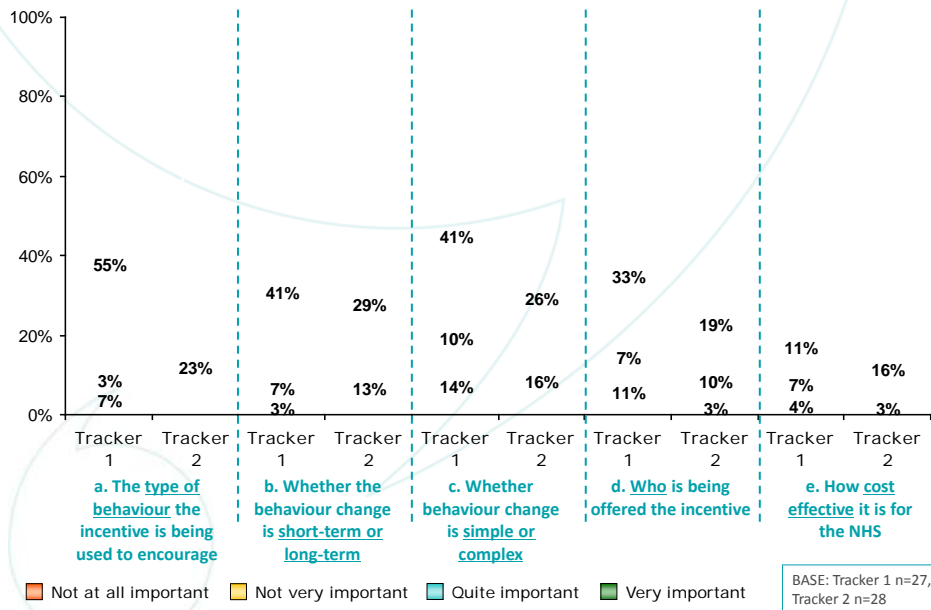 100%
80%
60%
40%
20%
0%
55%
3%
7%
23%
41%
7%
3%
29%
13%
41%
10%
14%
26%
16%
33%
7%
11%
19%
10%
3%
11%
7%
4%
16%
3%
Tracker 1
Tracker 2
Tracker 1
Tracker 2
Tracker 1
Tracker 2
Tracker 1
Tracker 2
Tracker 1
Tracker 2
a. The type of
behaviour the
incentive is being
used to encourage
b. Whether the
behaviour change
is short-term or
long-term
c. Whether
behaviour change
is simple or
complex
d. Who is being
offered the incentive
e. How cost
effective it is for
the NHS
Not at all important
Not very important
Quite important
Very important
BASE: Tracker 1 n=27,
Tracker 2 n=28